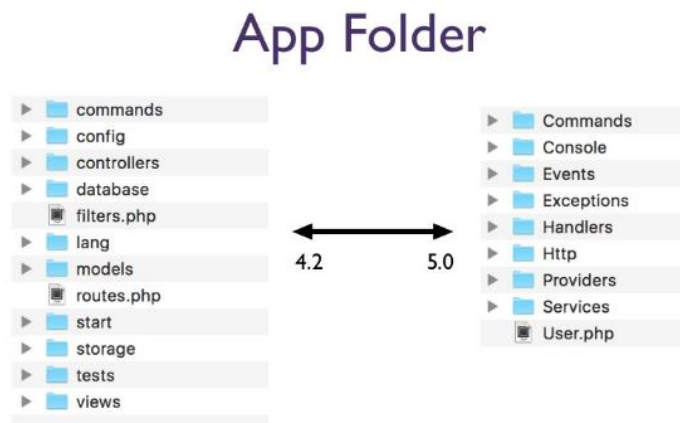 App Folder
commands
config
controllers
database
filters.php
lang
models
routes.php
start
storage
tests
views
4.2
5.0
Commands
Console
Events
Exceptions
Handlers
Http
Providers
Services
User.php